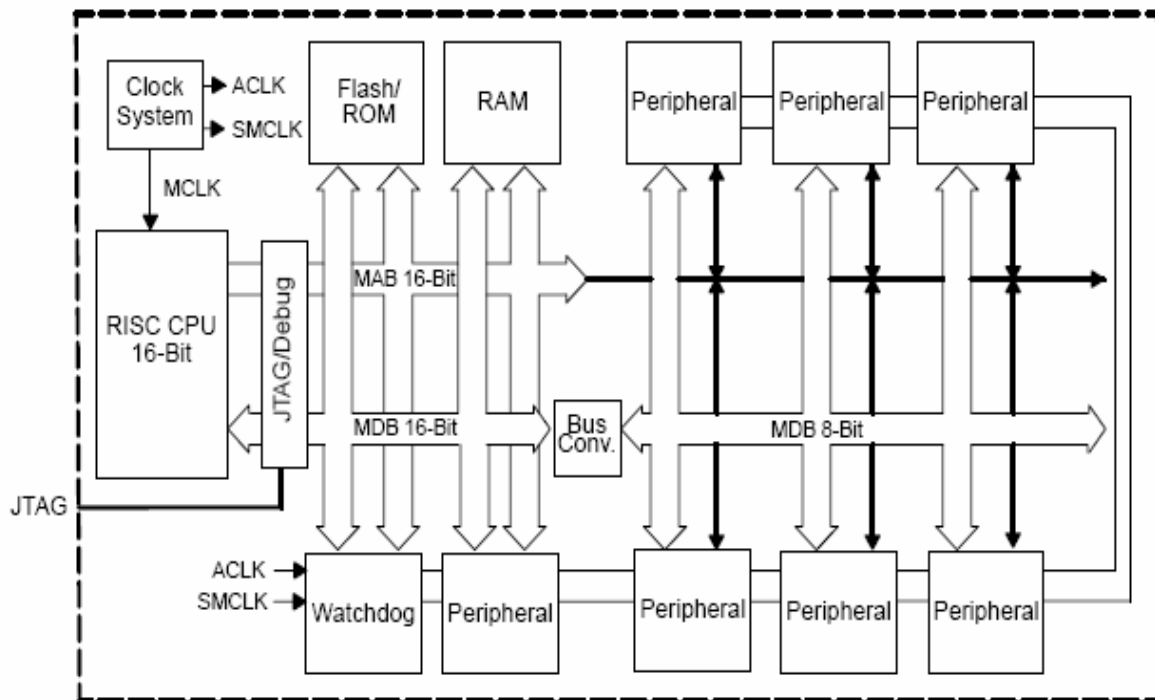 Clock
System
ACLK
SMCLK
MCLK
Flash/
ROM
RAM
Peripheral
Peripheral
Peripheral
RISC CPU
16-Bit
JTAG/Debug
MAB 16-Bit
MDB 16-Bit
Bus
Conv.
MDB 8-Bit
JTAG
ACLK
SMCLK
Watchdog
Peripheral
Peripheral
Peripheral
Peripheral